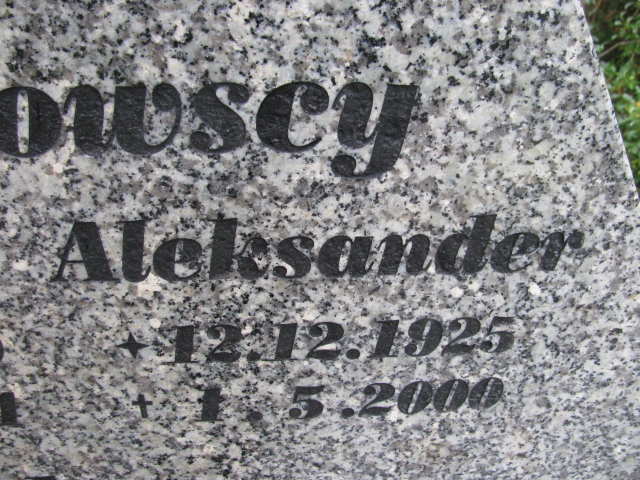 owscy
Aleksander
✦ 12.12.1925
+ 1. 5.2000